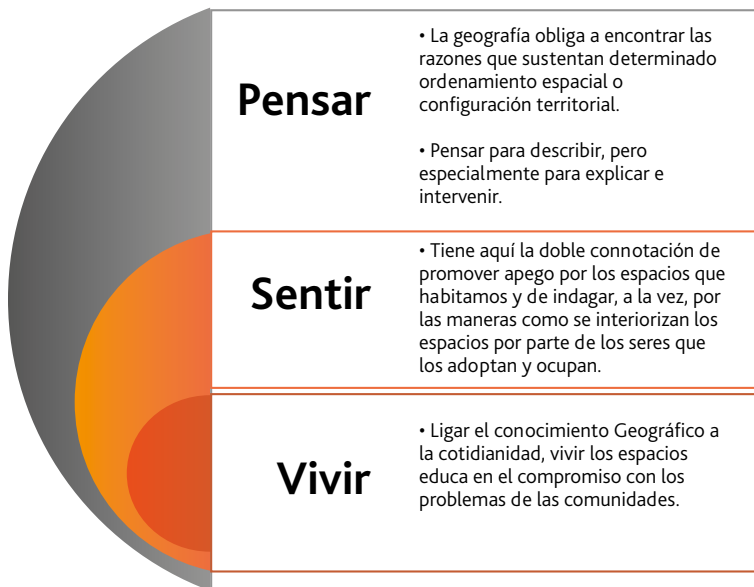 Pensar
• La geografía obliga a encontrar las
razones que sustentan determinado
ordenamiento espacial o
configuración territorial.
• Pensar para describir, pero
especialmente para explicar e
intervenir.
Sentir
• Tiene aquí la doble connotación de
promover apego por los espacios que
habitamos y de indagar, a la vez, por
las maneras como se interiorizan los
espacios por parte de los seres que
los adoptan y ocupan.
Vivir
• Ligar el conocimiento Geográfico a
la cotidianidad, vivir los espacios
educa en el compromiso con los
problemas de las comunidades.